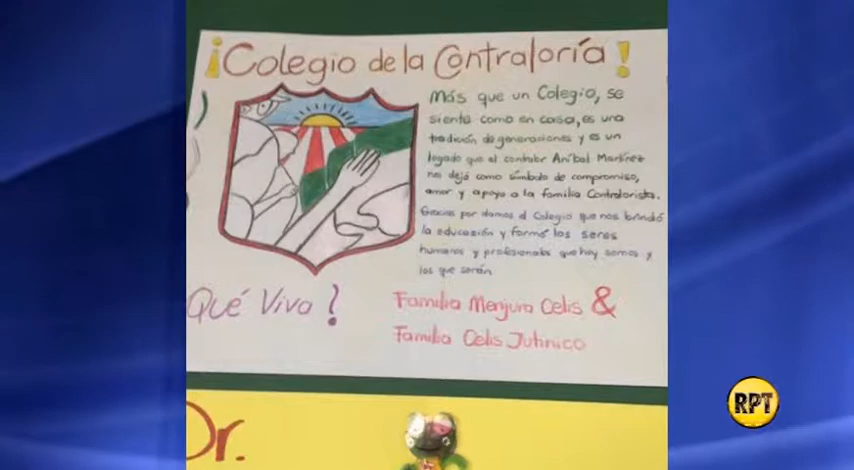 ¡Colegio de la Contraloría!
Más que un Colegio, se
siente como en casa, es una
tradición de generaciones y es un
legado que el contralor Aníbal Martínez
nos dejó como símbolo de compromiso,
amor y apoyo a la familia Contralorista.
Gracias por darnos el Colegio que nos brindó
la educación y formó los seres
humanos y profesionales que hoy somos y
los que serán
Qué Viva!
Familia Menjura Celis &
Familia Celis Jutinico
Dr.
RPT